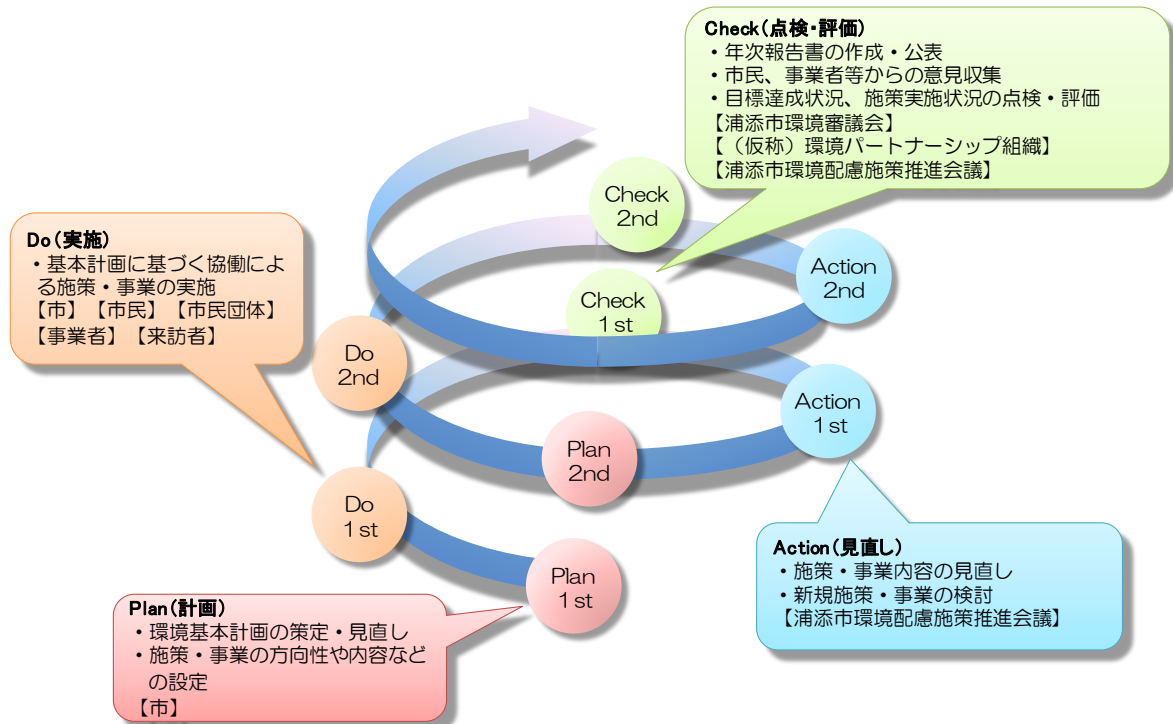 Check(点検・評価)
・年次報告書の作成・公表
・市民、事業者等からの意見収集
・目標達成状況、施策実施状況の点検・評価
【浦添市環境審議会】
【（仮称）環境パートナーシップ組織】
【浦添市環境配慮施策推進会議】
Check
2nd
Do(実施)
・基本計画に基づく協働によ
る施策・事業の実施
【市】【市民】【市民団体】
【事業者】【来訪者】
Action
2nd
Check
1st
Do
2nd
Action
1st
Plan
2nd
Do
1st
Action(見直し)
・施策・事業内容の見直し
・新規施策・事業の検討
【浦添市環境配慮施策推進会議】
Plan
1st
Plan(計画)
・環境基本計画の策定・見直し
・施策・事業の方向性や内容など
の設定
【市】